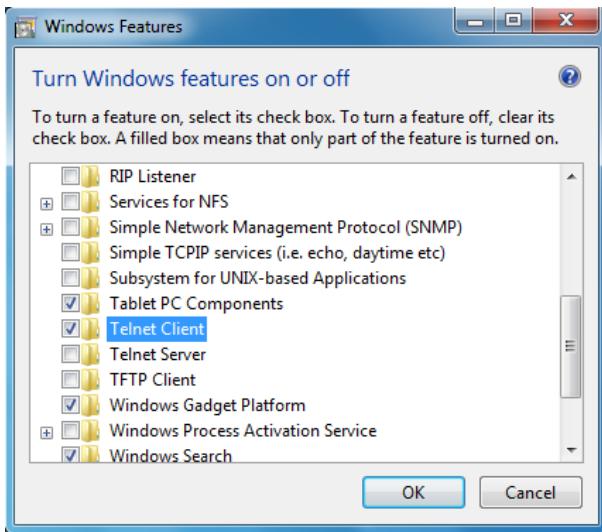 Windows Features
Turn Windows features on or off
To turn a feature on, select its check box. To turn a feature off, clear its
check box. A filled box means that only part of the feature is turned on.
RIP Listener
Services for NFS
Simple Network Management Protocol (SNMP)
Simple TCPIP services (i.e. echo, daytime etc)
Subsystem for UNIX-based Applications
Tablet PC Components
Telnet Client
Telnet Server
TFTP Client
Windows Gadget Platform
Windows Process Activation Service
Windows Search
OK Cancel